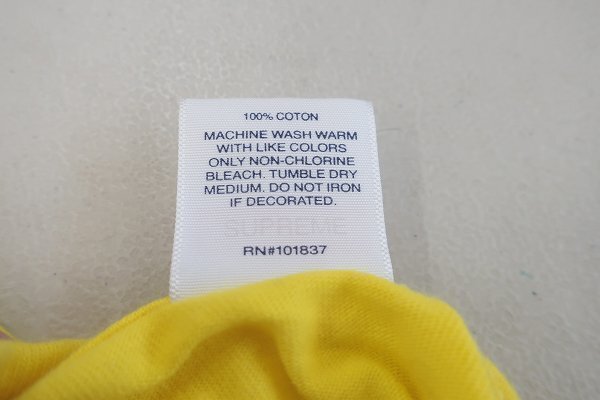 100% COTON
MACHINE WASH WARM
WITH LIKE COLORS
ONLY NON-CHLORINE
BLEACH. TUMBLE DRY
MEDIUM. DO NOT IRON
IF DECORATED.
SUPREME
RN#101837